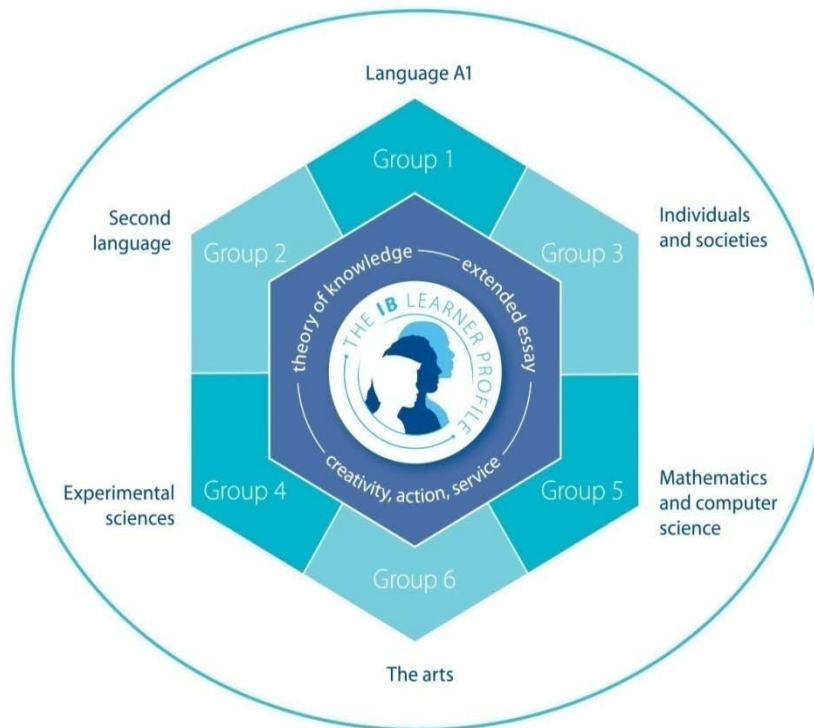 Language A1
Group 1
Second
language
Group 2
Individuals
and societies
Group 3
theory of knowledge
extended essay
THE IB LEARNER PROFILE
creativity, action, service
Experimental
sciences
Group 4
Mathematics
and computer
science
Group 5
Group 6
The arts